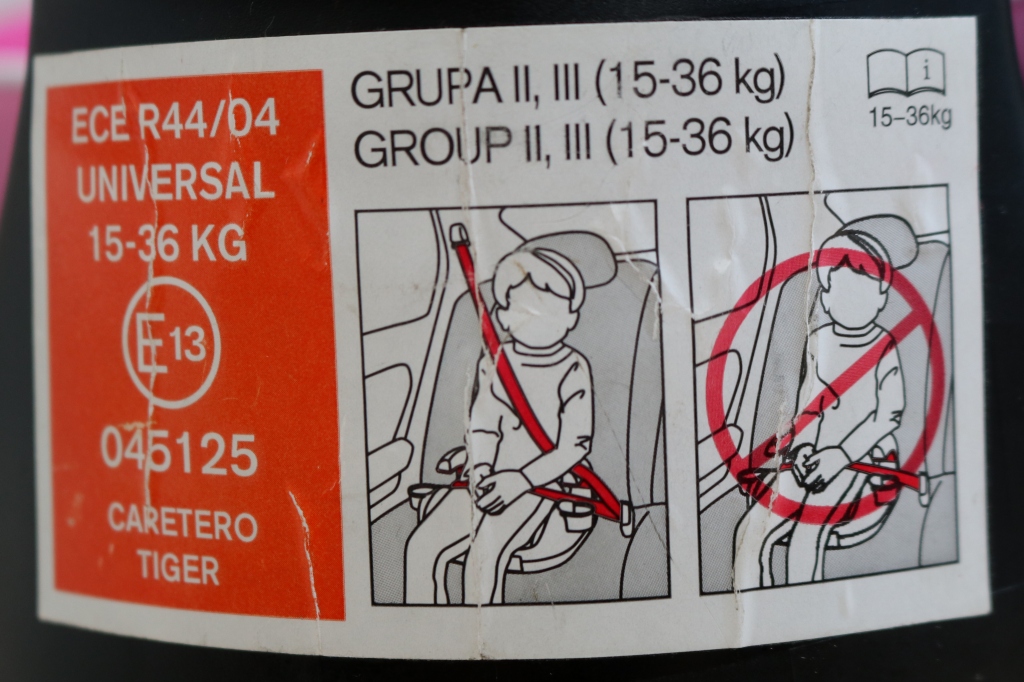 ECE R44/04
UNIVERSAL
15-36 KG
E 13
045125
CARETERO
TIGER
GRUPA II, III (15-36 kg)
GROUP II, III (15-36 kg)
i
15-36kg